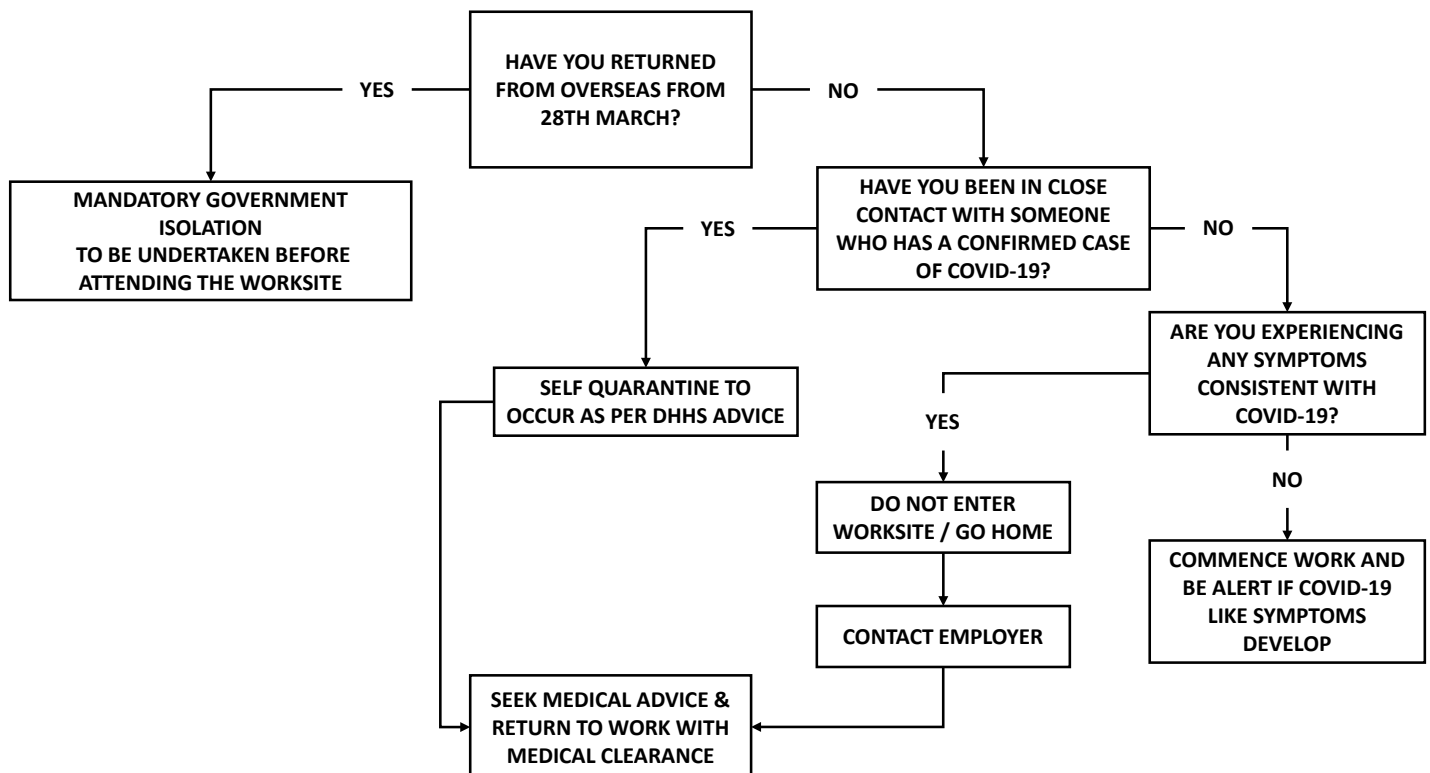 HAVE YOU RETURNED
FROM OVERSEAS FROM
28TH MARCH?
YES
NO
MANDATORY GOVERNMENT
ISOLATION
TO BE UNDERTAKEN BEFORE
ATTENDING THE WORKSITE
HAVE YOU BEEN IN CLOSE
CONTACT WITH SOMEONE
WHO HAS A CONFIRMED CASE
OF COVID-19?
YES
NO
SELF QUARANTINE TO
OCCUR AS PER DHHS ADVICE
ARE YOU EXPERIENCING
ANY SYMPTOMS
CONSISTENT WITH
COVID-19?
YES
NO
DO NOT ENTER
WORKSITE / GO HOME
COMMENCE WORK AND
BE ALERT IF COVID-19
LIKE SYMPTOMS
DEVELOP
CONTACT EMPLOYER
SEEK MEDICAL ADVICE &
RETURN TO WORK WITH
MEDICAL CLEARANCE